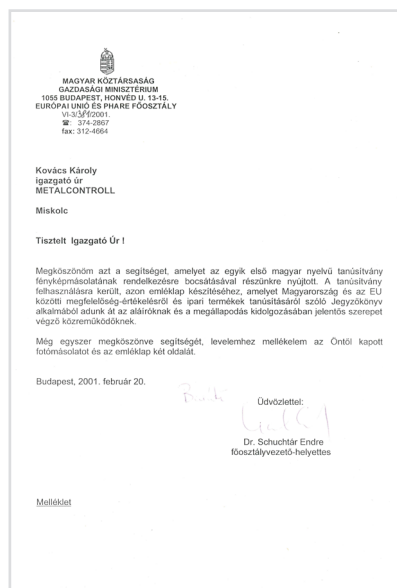 MAGYAR KÖZTÁRSASÁG
GAZDASÁGI MINISZTÉRIUM
1055 BUDAPEST, HONVÉD U. 13-15.
EURÓPAI UNIÓ ÉS PHARE FŐOSZTÁLY
VI-3/ /2001.
☎: 374-2867
fax: 312-4664
Kovács Károly
igazgató úr
METALCONTROLL
Miskolc
Tisztelt Igazgató Úr !
Megköszönöm azt a segítséget, amelyet az egyik első magyar nyelvű tanúsítvány
fényképmásolatának rendelkezésre bocsátásával részünkre nyújtott. A tanúsítvány
felhasználásra került, azon emléklap készítéséhez, amelyet Magyarország és az EU
közötti megfelelőség-értékelésről és ipari termékek tanúsításáról szóló Jegyzőkönyv
alkalmából adunk át az aláíróknak és a megállapodás kidolgozásában jelentős szerepet
végző közreműködőknek.
Még egyszer megköszönve segítségét, levelemhez mellékelem az Öntől kapott
fotómásolatot és az emléklap két oldalát.
Budapest, 2001. február 20.
Üdvözlettel:
Dr. Schuchtár Endre
főosztályvezető-helyettes
Melléklet